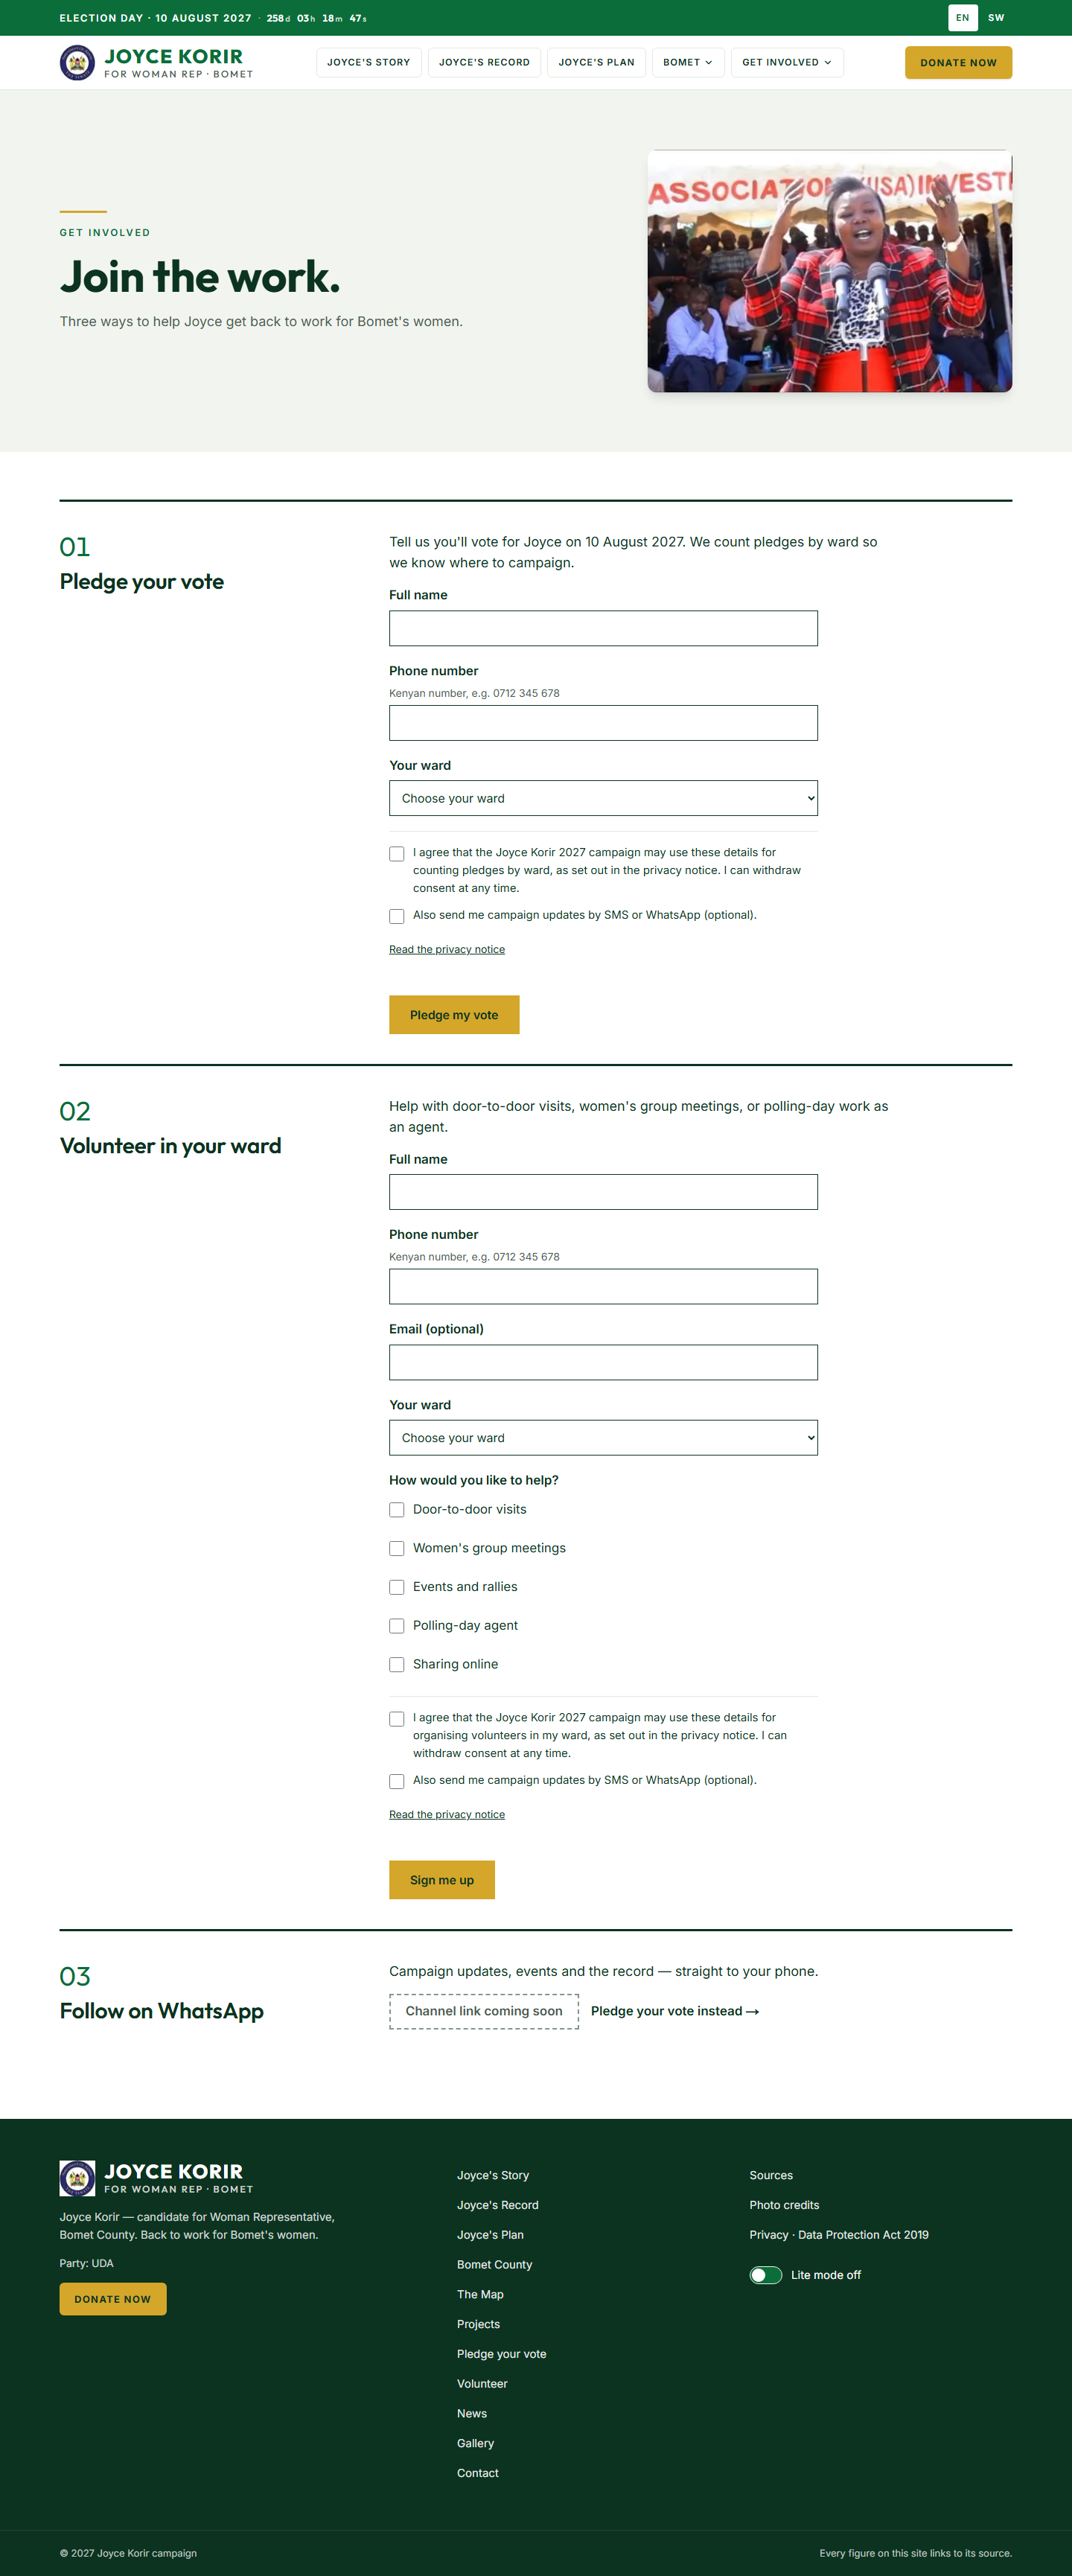 ELECTION DAY · 10 AUGUST 2027 · 258d 03h 18m 47s
EN SW
JOYCE KORIR
FOR WOMAN REP · BOMET
JOYCE'S STORY
JOYCE'S RECORD
JOYCE'S PLAN
BOMET
GET INVOLVED
DONATE NOW
GET INVOLVED
Join the work.
Three ways to help Joyce get back to work for Bomet's women.
ASSOCIATION (USA) INVEST
01
Pledge your vote
Tell us you'll vote for Joyce on 10 August 2027. We count pledges by ward so
we know where to campaign.
Full name
Phone number
Kenyan number, e.g. 0712 345 678
Your ward
Choose your ward
I agree that the Joyce Korir 2027 campaign may use these details for
counting pledges by ward, as set out in the privacy notice. I can withdraw
consent at any time.
Also send me campaign updates by SMS or WhatsApp (optional).
Read the privacy notice
Pledge my vote
02
Volunteer in your ward
Help with door-to-door visits, women's group meetings, or polling-day work as
an agent.
Full name
Phone number
Kenyan number, e.g. 0712 345 678
Email (optional)
Your ward
Choose your ward
How would you like to help?
Door-to-door visits
Women's group meetings
Events and rallies
Polling-day agent
Sharing online
I agree that the Joyce Korir 2027 campaign may use these details for
organising volunteers in my ward, as set out in the privacy notice. I can
withdraw consent at any time.
Also send me campaign updates by SMS or WhatsApp (optional).
Read the privacy notice
Sign me up
03
Follow on WhatsApp
Campaign updates, events and the record — straight to your phone.
Channel link coming soon
Pledge your vote instead →
JOYCE KORIR
FOR WOMAN REP · BOMET
Joyce Korir — candidate for Woman Representative,
Bomet County. Back to work for Bomet's women.
Party: UDA
DONATE NOW
Joyce's Story
Joyce's Record
Joyce's Plan
Bomet County
The Map
Projects
Pledge your vote
Volunteer
News
Gallery
Contact
Sources
Photo credits
Privacy · Data Protection Act 2019
Lite mode off
© 2027 Joyce Korir campaign
Every figure on this site links to its source.